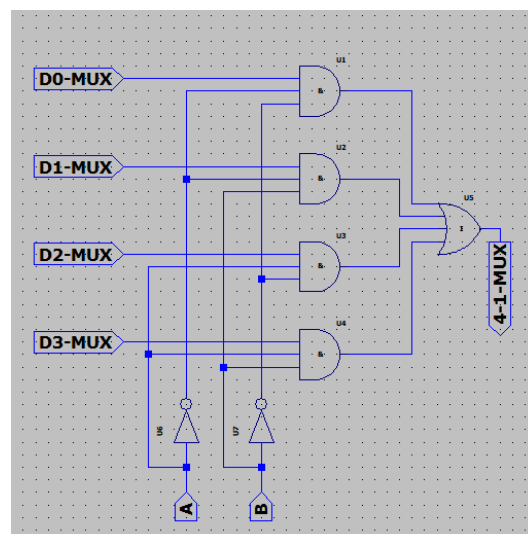 U1
D0-MUX
&
U2
D1-MUX
&
U5
I
U3
D2-MUX
&
4-1-MUX
U4
D3-MUX
&
U6
U7
A
B